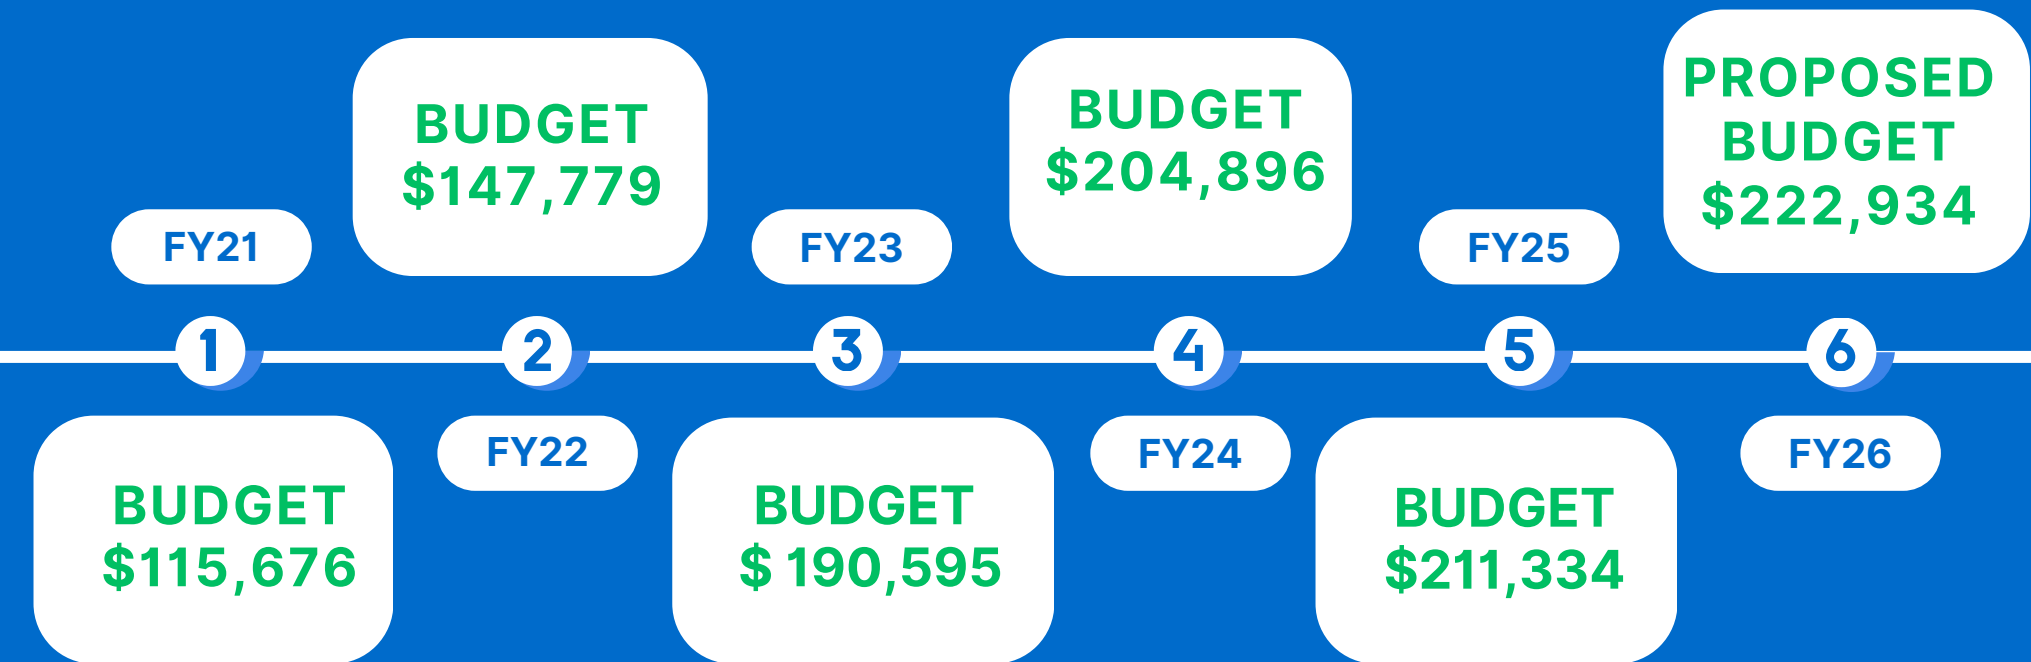 FY21
1
BUDGET
$115,676
BUDGET
$147,779
2
FY22
FY23
3
BUDGET
$ 190,595
BUDGET
$204,896
4
FY24
FY25
5
BUDGET
$211,334
PROPOSED
BUDGET
$222,934
6
FY26